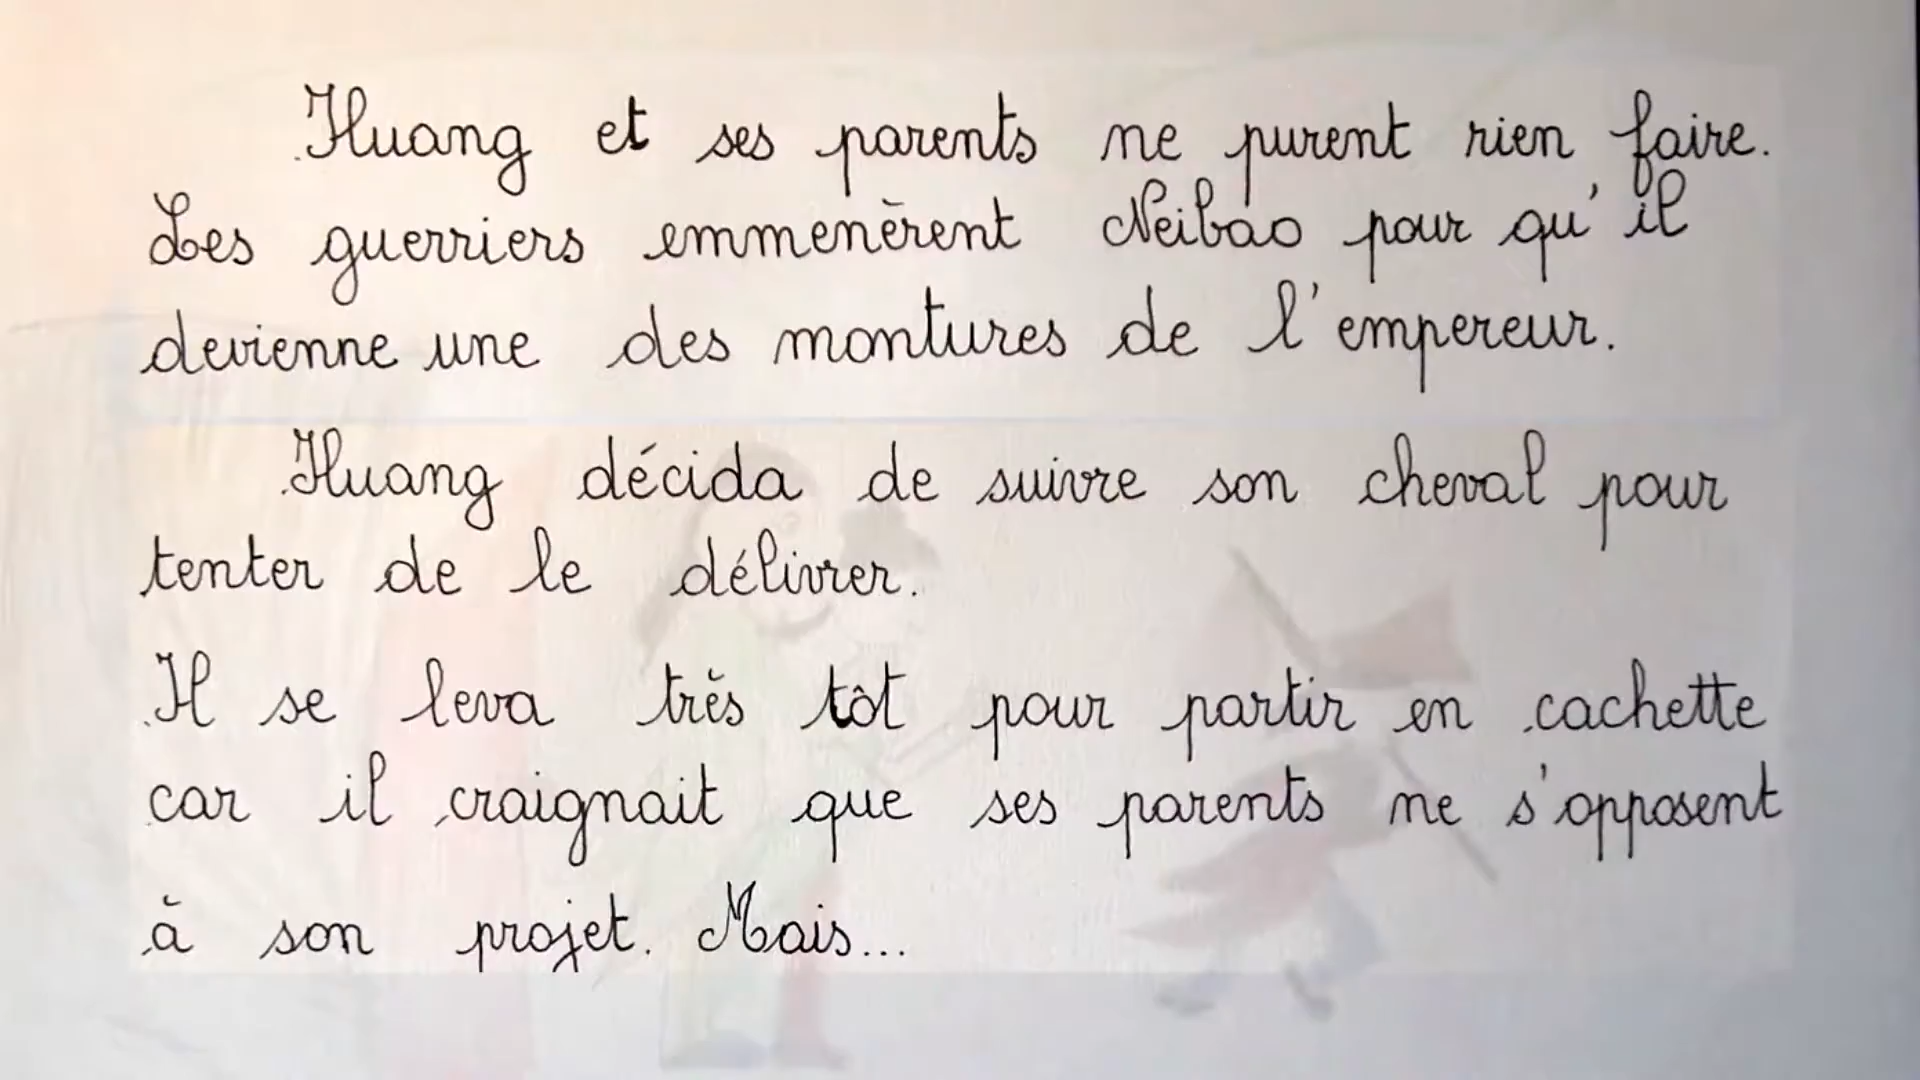 Huang et ses parents ne purent rien faire.
Les guerriers emmenèrent Neibao pour qu'il
devienne une des montures de l'empereur.
Huang décida de suivre son cheval pour
tenter de le délivrer.
Il se leva très tôt pour partir en cachette
car il craignait que ses parents ne s'opposent
à son projet. Mais...